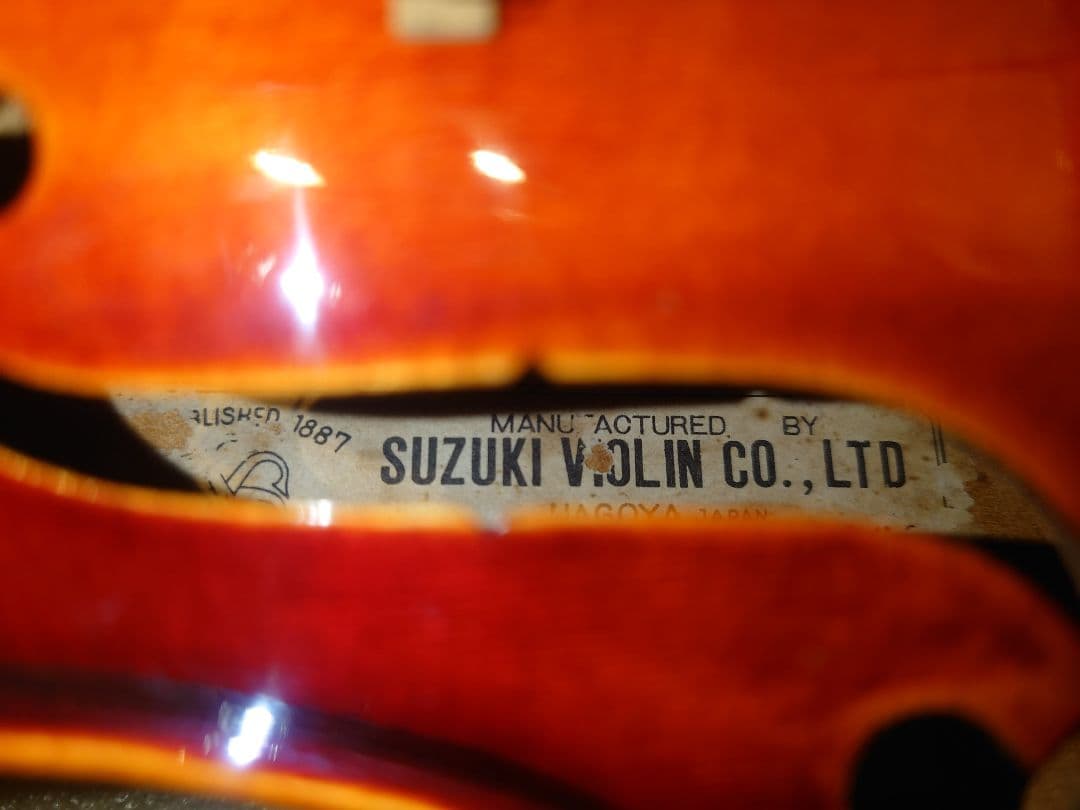 BLISHED 1887
MANUFACTURED BY
SUZUKI VIOLIN CO., LTD
NAGOYA JAPAN